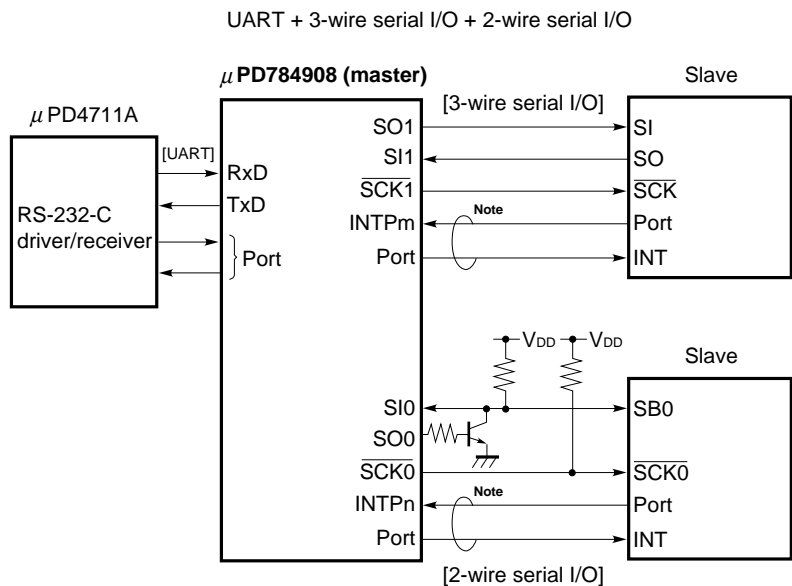 UART + 3-wire serial I/O + 2-wire serial I/O
μPD784908 (master)
Slave
μPD4711A
[3-wire serial I/O]
SO1
SI
[UART]
RxD
SI1
SO
TxD
SCK1
SCK
RS-232-C
driver/receiver
INTPm
Note
Port
Port
Port
INT
VDD
VDD
Slave
SI0
SB0
SO0
SCK0
SCK0
INTPn
Note
Port
Port
INT
[2-wire serial I/O]